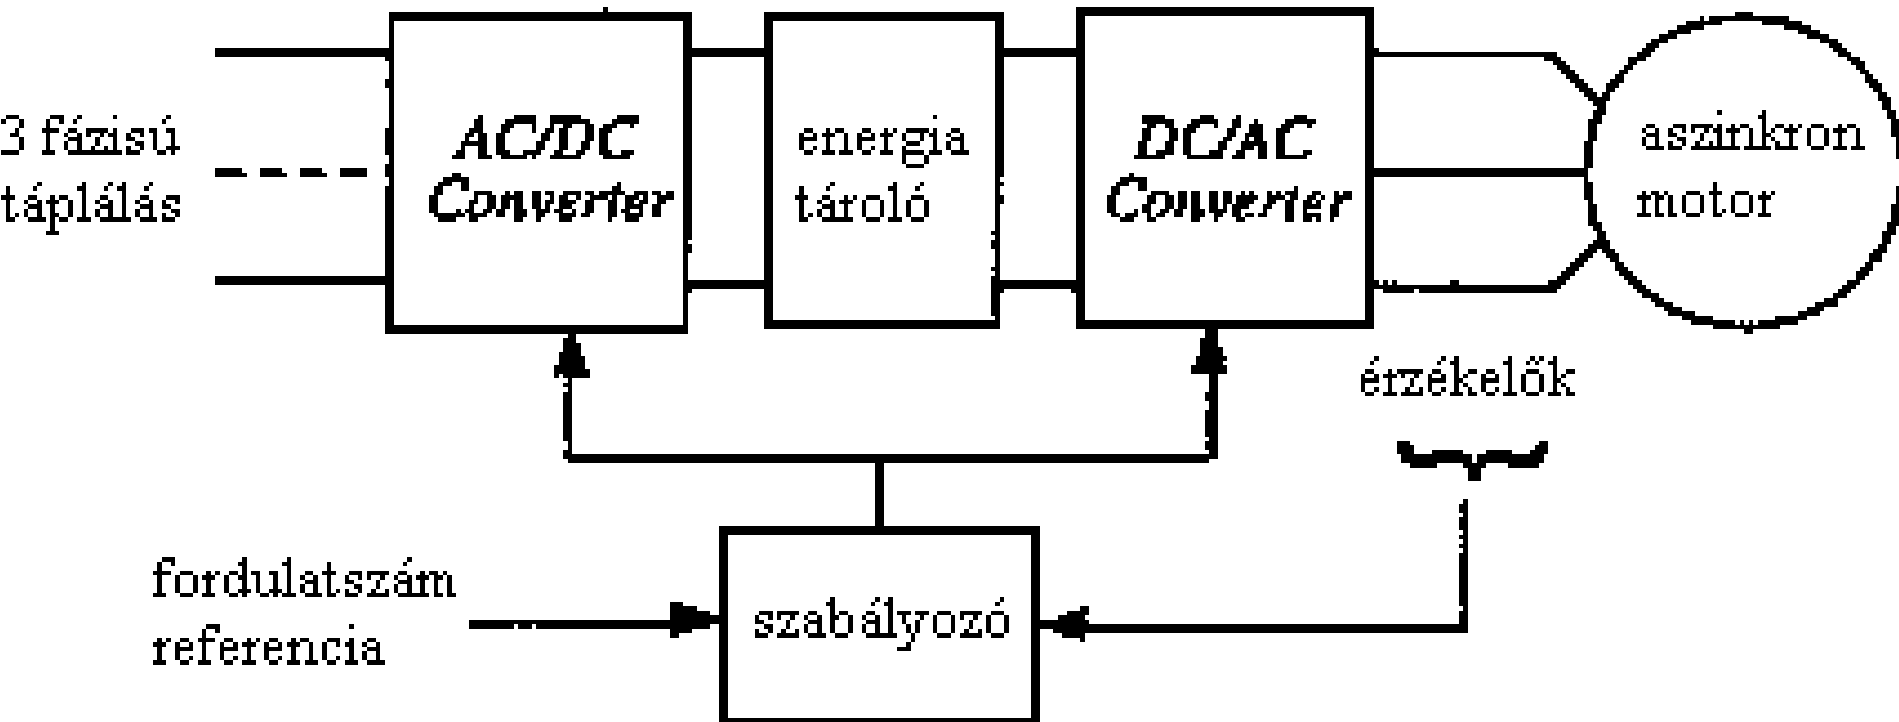 3 fázisú
táplálás
AC/DC
Converter
energia
tároló
DC/AC
Converter
aszinkron
motor
érzékelők
fordulatszám
referencia
szabályozó